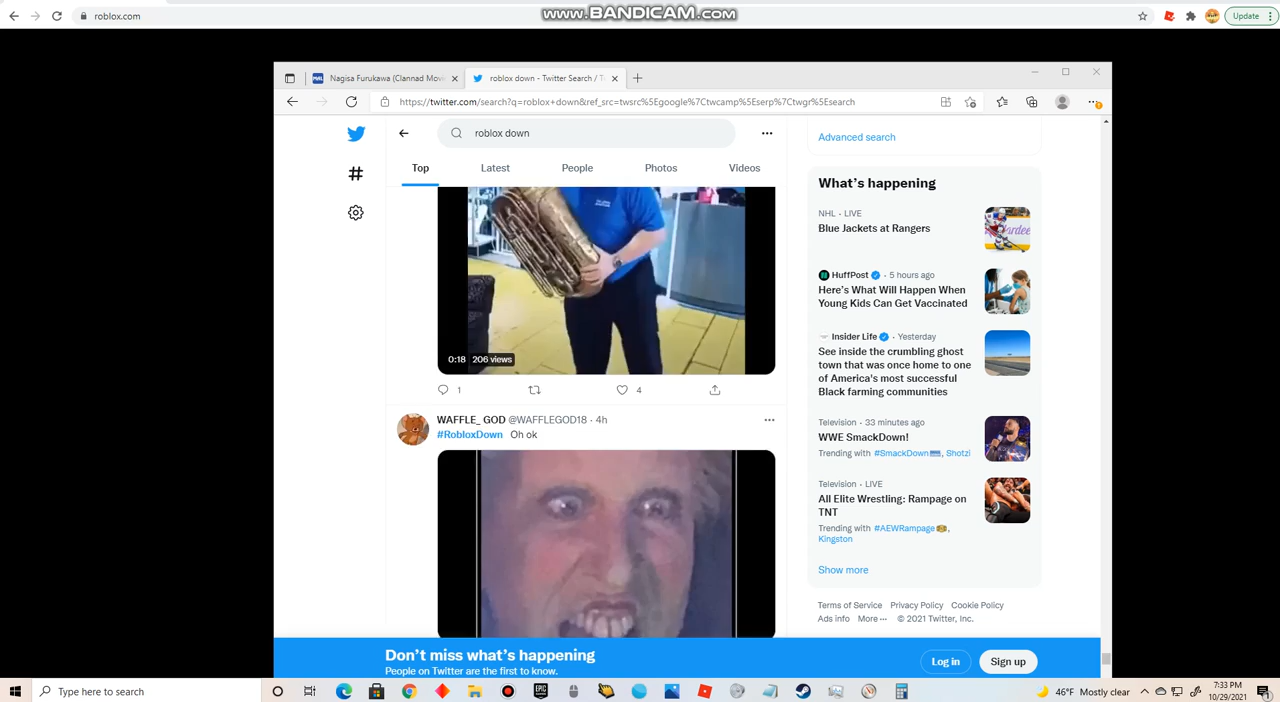 roblox.com
www.BANDICAM.com
Update
Nagisa Furukawa (Clannad Movi
roblox down - Twitter Search / T
https://twitter.com/search?q=roblox+down&ref_src=twsrc%5Egoogle%7Ctwcamp%5Eserp%7Ctwgr%5Esearch
roblox down
Top
Latest
People
Photos
Videos
0:18 206 views
1
4
WAFFLE_ GOD @WAFFLEGOD18 · 4h
#RobloxDown Oh ok
Advanced search
What's happening
NHL · LIVE
Blue Jackets at Rangers
HuffPost · 5 hours ago
Here's What Will Happen When
Young Kids Can Get Vaccinated
Insider Life · Yesterday
See inside the crumbling ghost
town that was once home to one
of America's most successful
Black farming communities
Television · 33 minutes ago
WWE SmackDown!
Trending with #SmackDown, Shotzi
Television · LIVE
All Elite Wrestling: Rampage on
TNT
Trending with #AEWRampage,
Kingston
Show more
Terms of Service Privacy Policy Cookie Policy
Ads info More ··· © 2021 Twitter, Inc.
Don't miss what's happening
People on Twitter are the first to know.
Log in
Sign up
Type here to search
EPIC
46°F Mostly clear
7:33 PM
10/29/2021
1